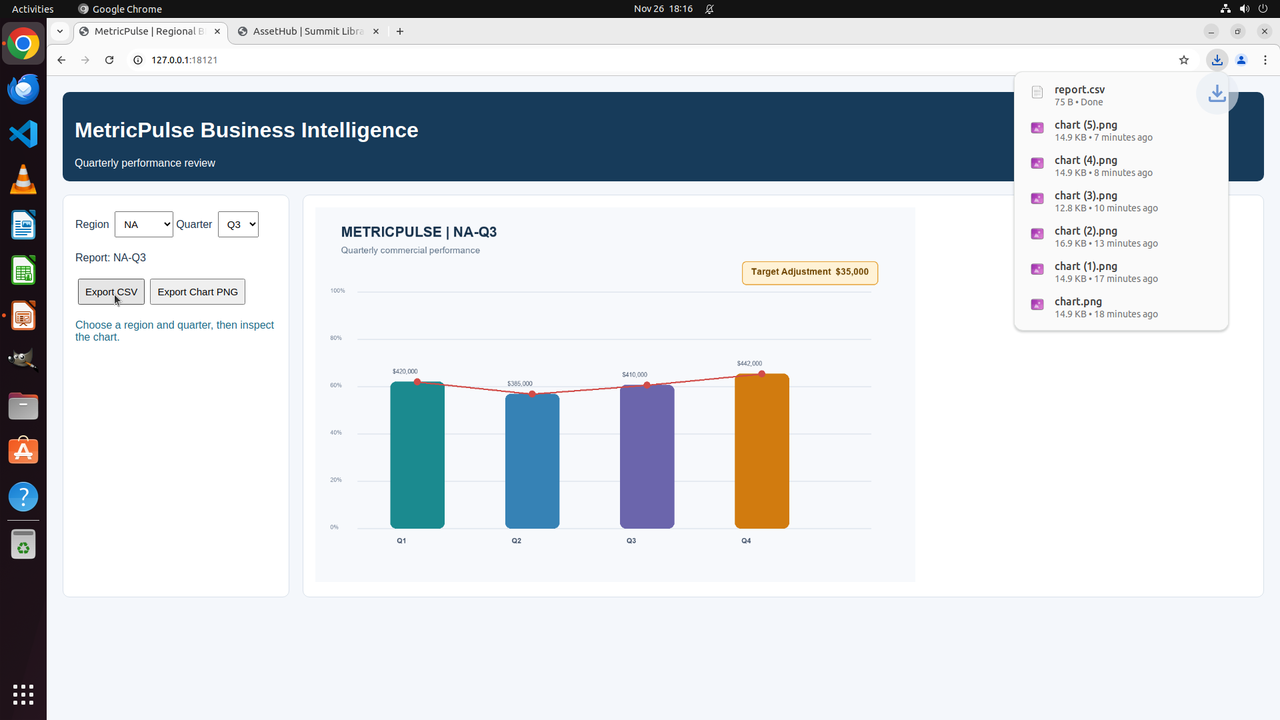 Activities
Google Chrome
Nov 26 18:16
MetricPulse | Regional B
AssetHub | Summit Libra
127.0.0.1:18121
MetricPulse Business Intelligence
Quarterly performance review
Region NA Quarter Q3
Report: NA-Q3
Export CSV
Export Chart PNG
Choose a region and quarter, then inspect
the chart.
METRICPULSE | NA-Q3
Quarterly commercial performance
Target Adjustment $35,000
100%
80%
60%
40%
20%
0%
$420,000
$385,000
$410,000
$442,000
Q1
Q2
Q3
Q4
report.csv
75 B • Done
chart (5).png
14.9 KB • 7 minutes ago
chart (4).png
14.9 KB • 8 minutes ago
chart (3).png
12.8 KB • 10 minutes ago
chart (2).png
16.9 KB • 13 minutes ago
chart (1).png
14.9 KB • 17 minutes ago
chart.png
14.9 KB • 18 minutes ago